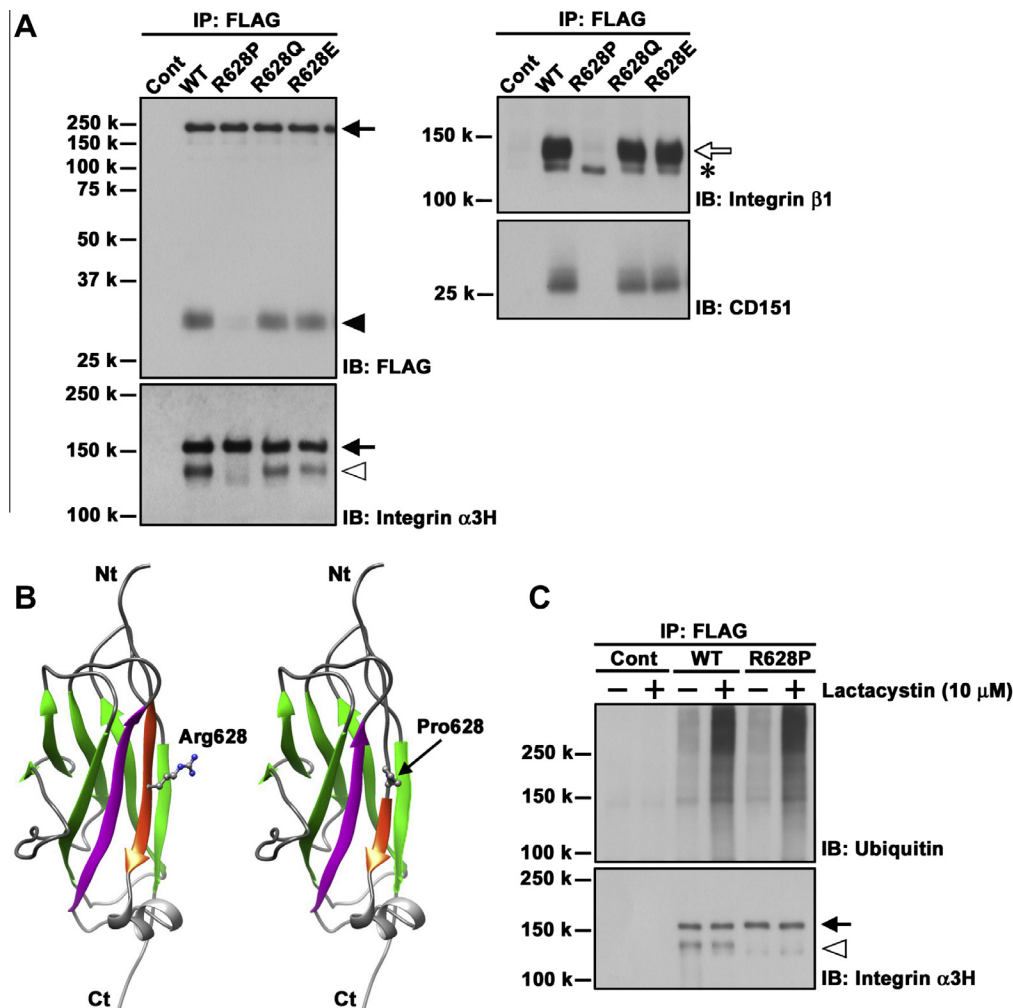 A
IP: FLAG
Cont WT R628P R628Q R628E
250 k
150 k
100 k
75 k
50 k
37 k
25 k
IB: FLAG
250 k
150 k
100 k
IB: Integrin α3H
IP: FLAG
Cont WT R628P R628Q R628E
150 k
100 k
*
IB: Integrin β1
25 k
IB: CD151
B
Nt
Arg628
Ct
Nt
Pro628
Ct
C
IP: FLAG
Cont WT R628P
− + − + − + Lactacystin (10 μM)
250 k
150 k
100 k
IB: Ubiquitin
250 k
150 k
100 k
IB: Integrin α3H